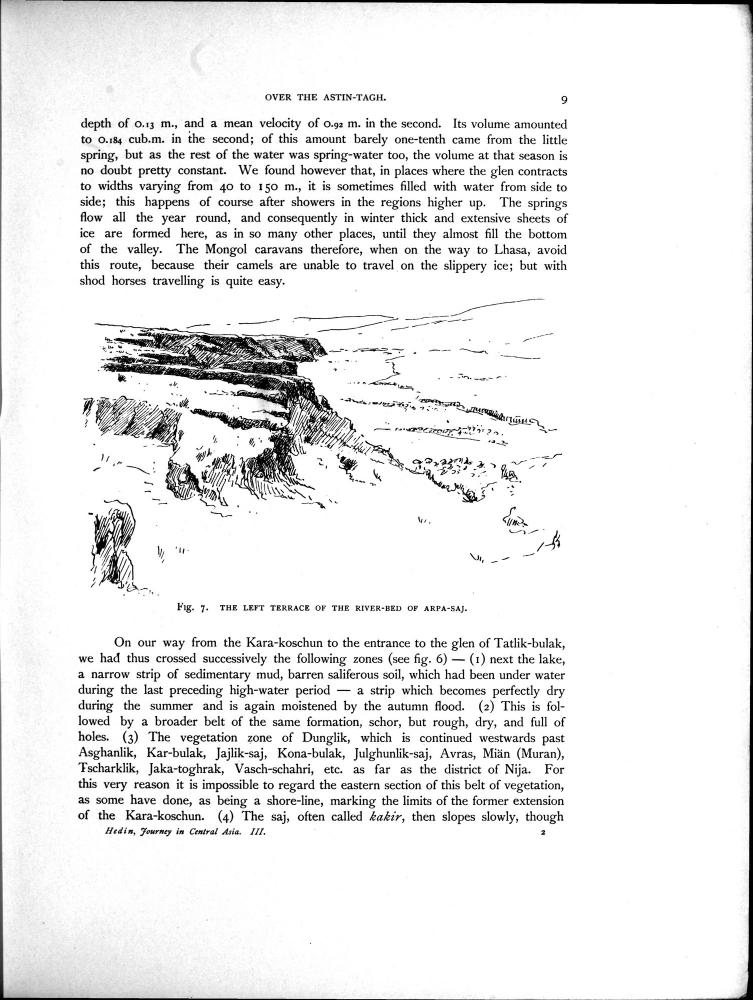 OVER THE ASTIN-TAGH. 9
depth of 0.13 m., and a mean velocity of 0.92 m. in the second. Its volume amounted
to 0.184 cub.m. in the second; of this amount barely one-tenth came from the little
spring, but as the rest of the water was spring-water too, the volume at that season is
no doubt pretty constant. We found however that, in places where the glen contracts
to widths varying from 40 to 150 m., it is sometimes filled with water from side to
side; this happens of course after showers in the regions higher up. The springs
flow all the year round, and consequently in winter thick and extensive sheets of
ice are formed here, as in so many other places, until they almost fill the bottom
of the valley. The Mongol caravans therefore, when on the way to Lhasa, avoid
this route, because their camels are unable to travel on the slippery ice; but with
shod horses travelling is quite easy.
Fig. 7. THE LEFT TERRACE OF THE RIVER-BED OF ARPA-SAJ.
On our way from the Kara-koschun to the entrance to the glen of Tatlik-bulak,
we had thus crossed successively the following zones (see fig. 6) — (1) next the lake,
a narrow strip of sedimentary mud, barren saliferous soil, which had been under water
during the last preceding high-water period — a strip which becomes perfectly dry
during the summer and is again moistened by the autumn flood. (2) This is fol-
lowed by a broader belt of the same formation, schor, but rough, dry, and full of
holes. (3) The vegetation zone of Dunglik, which is continued westwards past
Asghanlik, Kar-bulak, Jajlik-saj, Kona-bulak, Julghunlik-saj, Avras, Miän (Muran),
Tscharklik, Jaka-toghrak, Vasch-schahri, etc. as far as the district of Nija. For
this very reason it is impossible to regard the eastern section of this belt of vegetation,
as some have done, as being a shore-line, marking the limits of the former extension
of the Kara-koschun. (4) The saj, often called kakir, then slopes slowly, though
Hedin, Journey in Central Asia. III. 2